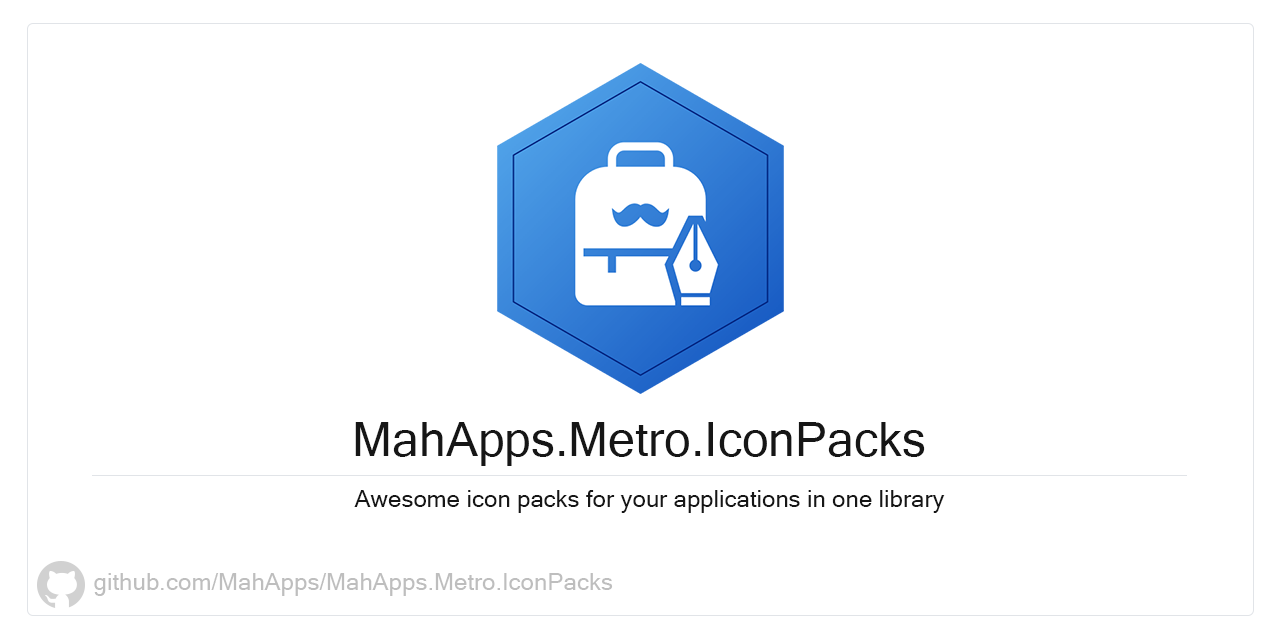 MahApps.Metro.IconPacks
Awesome icon packs for your applications in one library
github.com/MahApps/MahApps.Metro.IconPacks